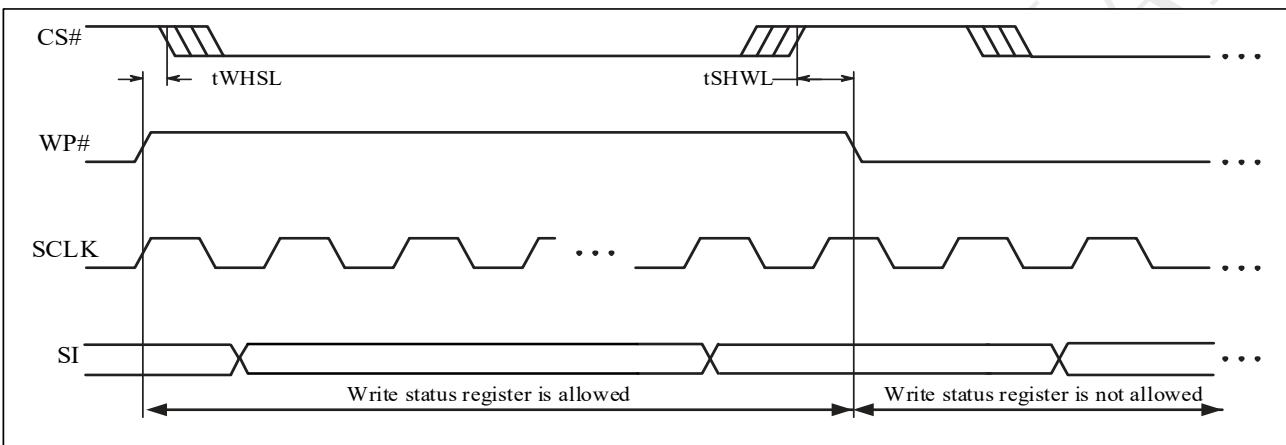 CS#
tWHSL
tSHWL
WP#
SCLK
SI
Write status register is allowed
Write status register is not allowed